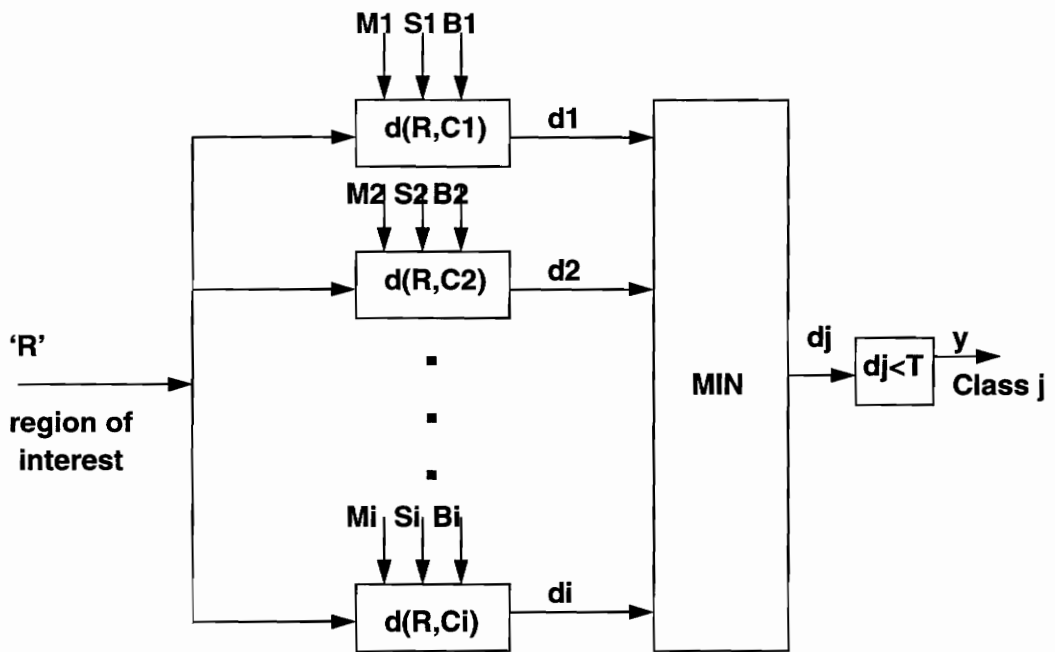 M1 S1 B1
d(R,C1)
d1
M2 S2 B2
d(R,C2)
d2
‘R’
region of
interest
MIN
dj
dj<T
y
Class j
Mi Si Bi
d(R,Ci)
di